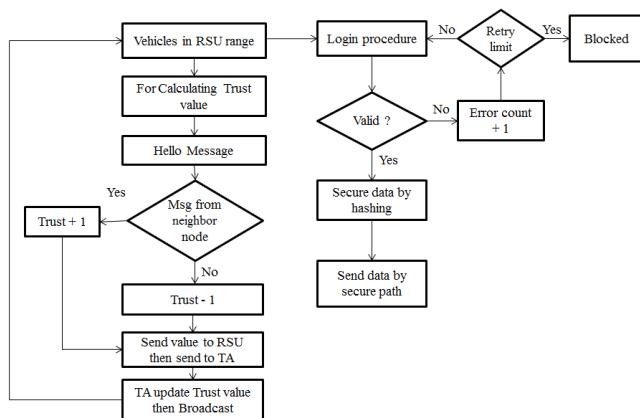 Vehicles in RSU range
Login procedure
No
Retry
limit
Yes
Blocked
For Calculating Trust
value
Valid ?
No
Error count
+ 1
Hello Message
Yes
Secure data by
hashing
Yes
Msg from
neighbor
node
Trust + 1
No
Send data by
secure path
Trust - 1
Send value to RSU
then send to TA
TA update Trust value
then Broadcast